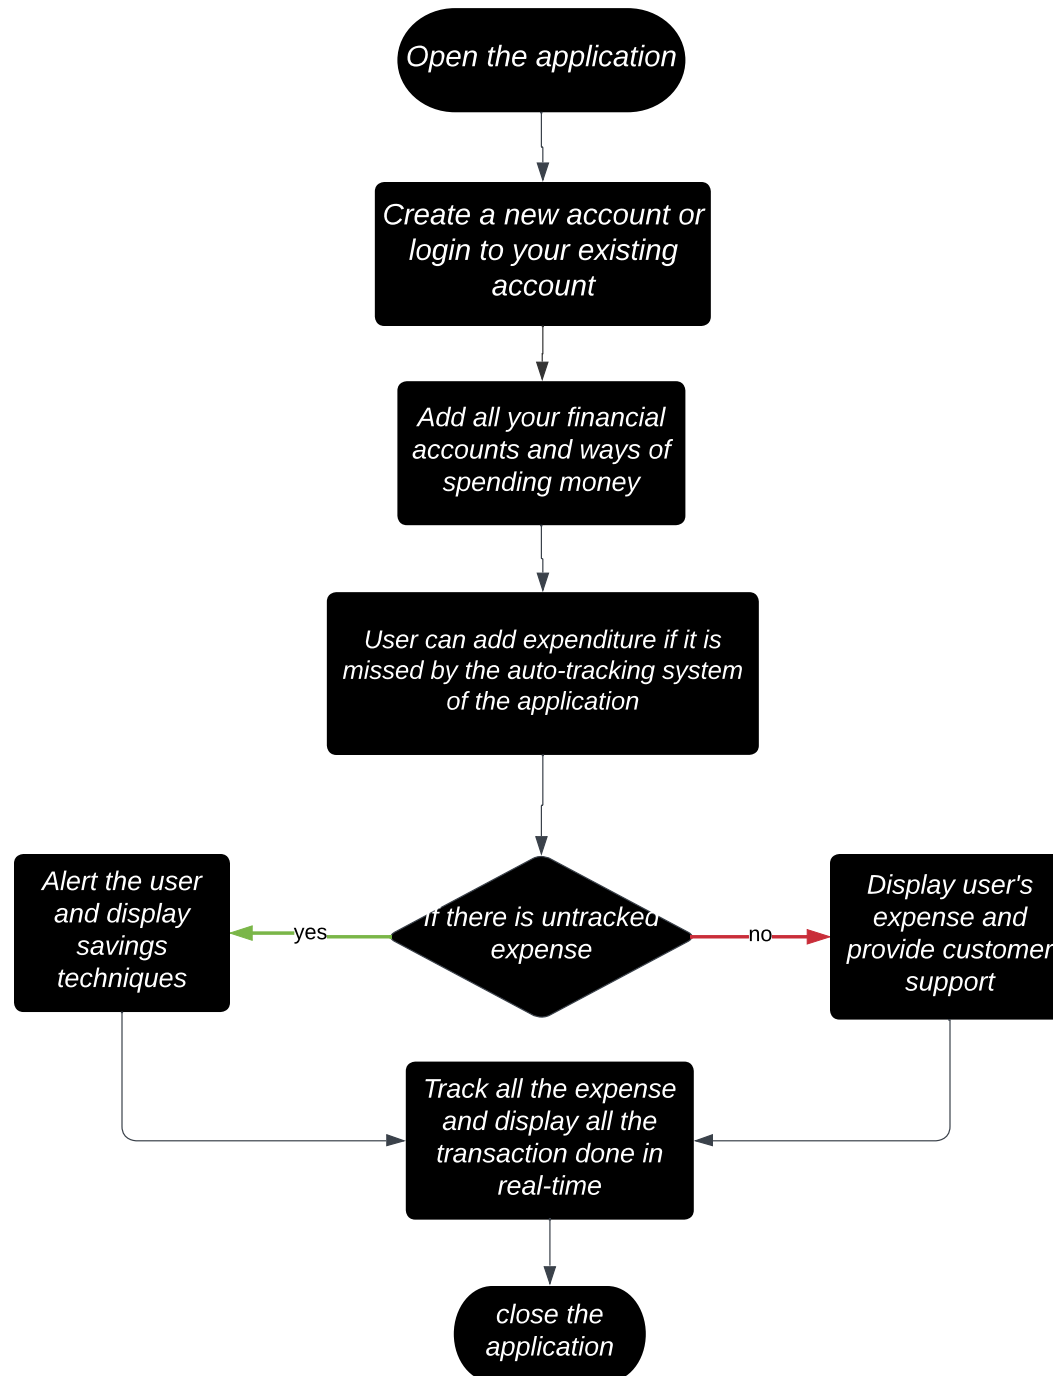 Open the application
Create a new account or
login to your existing
account
Add all your financial
accounts and ways of
spending money
User can add expenditure if it is
missed by the auto-tracking system
of the application
If there is untracked
expense
yes
no
Alert the user
and display
savings
techniques
Display user's
expense and
provide customer
support
Track all the expense
and display all the
transaction done in
real-time
close the
application